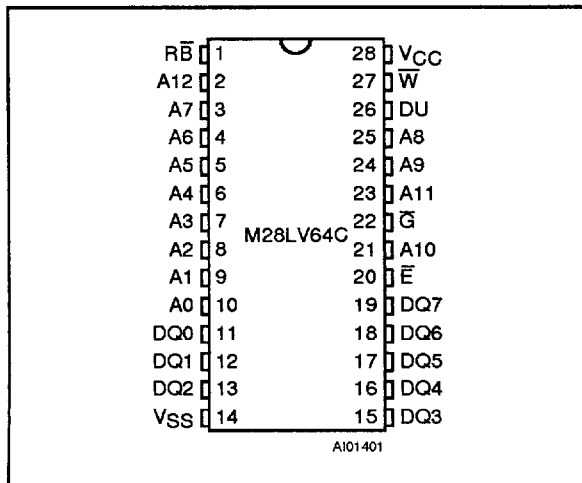 RB̅ 1 28 VCC
A12 2 27 W̅
A7 3 26 DU
A6 4 25 A8
A5 5 24 A9
A4 6 23 A11
A3 7 M28LV64C 22 G̅
A2 8 21 A10
A1 9 20 E̅
A0 10 19 DQ7
DQ0 11 18 DQ6
DQ1 12 17 DQ5
DQ2 13 16 DQ4
VSS 14 15 DQ3
AI01401